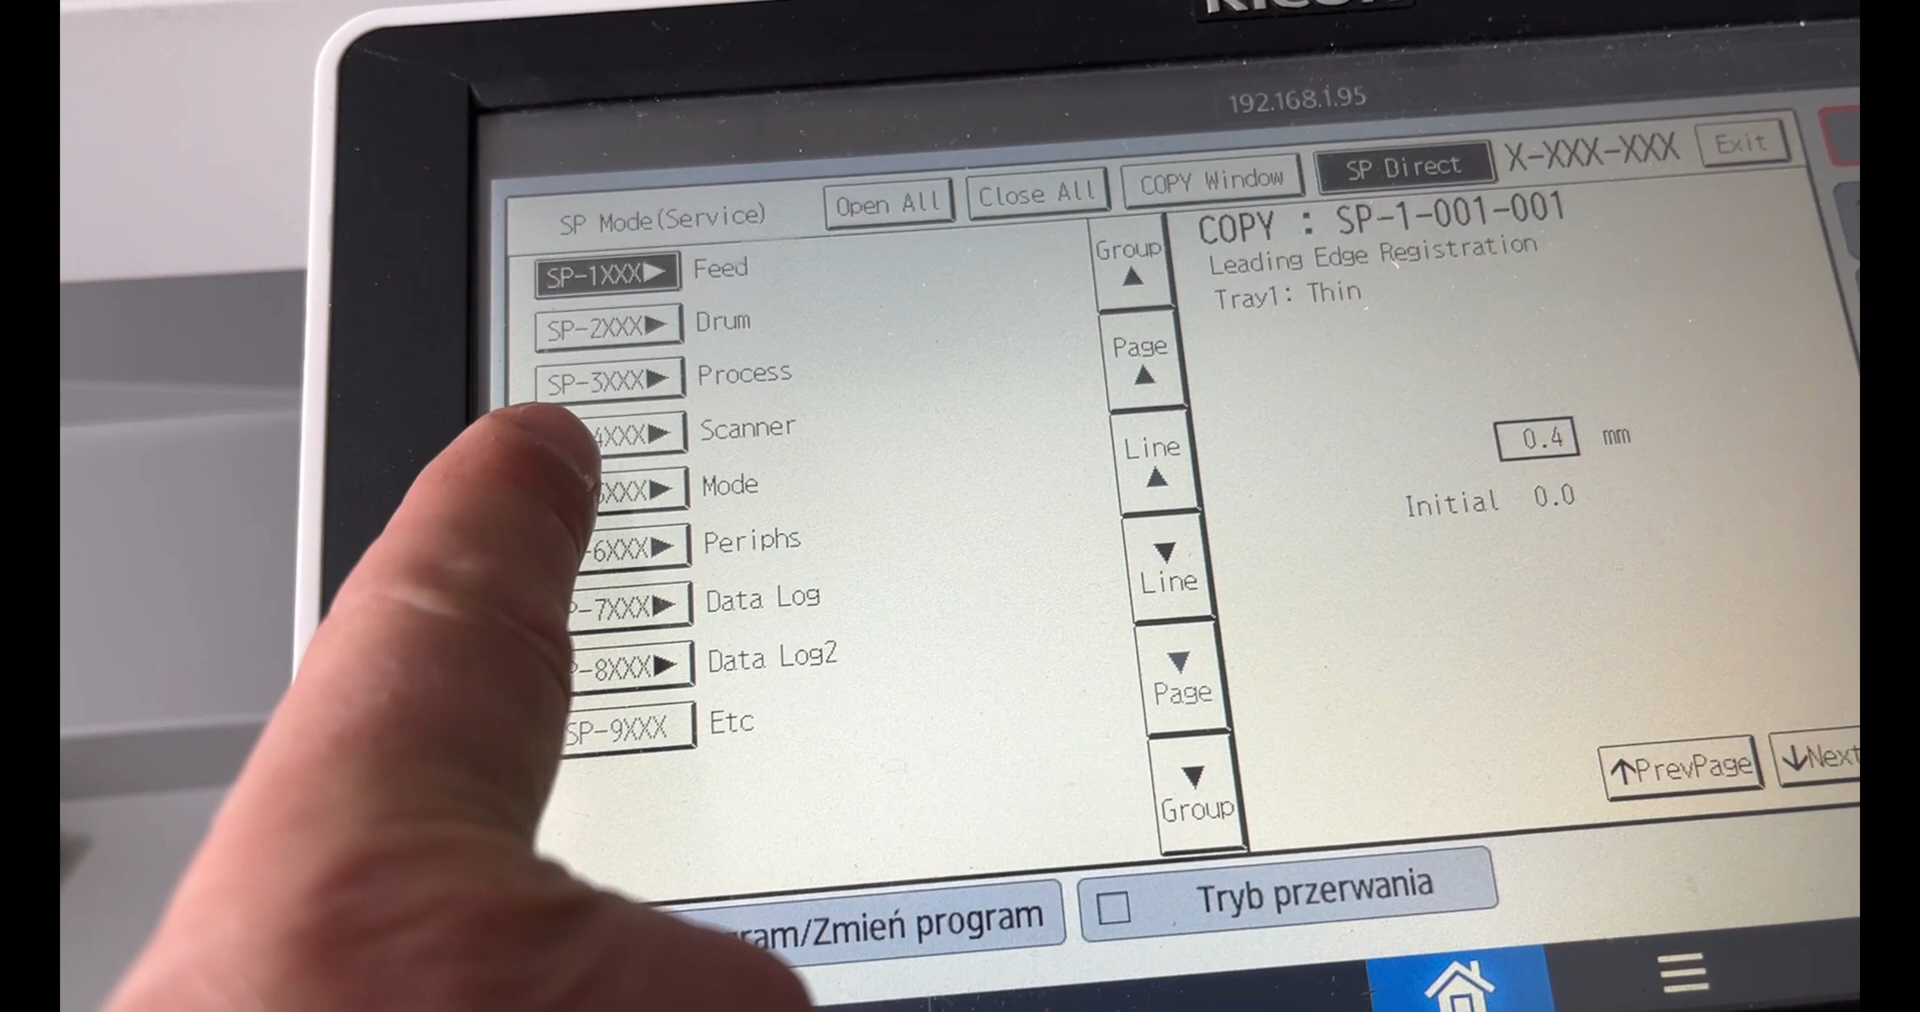 RICOH
192.168.1.95
SP Mode(Service) Open All Close All COPY Window SP Direct X-XXX-XXX Exit
SP-1XXX▶ Feed
SP-2XXX▶ Drum
SP-3XXX▶ Process
4XXX▶ Scanner
XXX▶ Mode
-6XXX▶ Periphs
-7XXX▶ Data Log
-8XXX▶ Data Log2
SP-9XXX Etc
Group
▲
Page
▲
Line
▲
▼
Line
▼
Page
▼
Group
COPY : SP-1-001-001
Leading Edge Registration
Tray1: Thin
0.4 mm
Initial 0.0
↑PrevPage ↓Next
ram/Zmień program Tryb przerwania